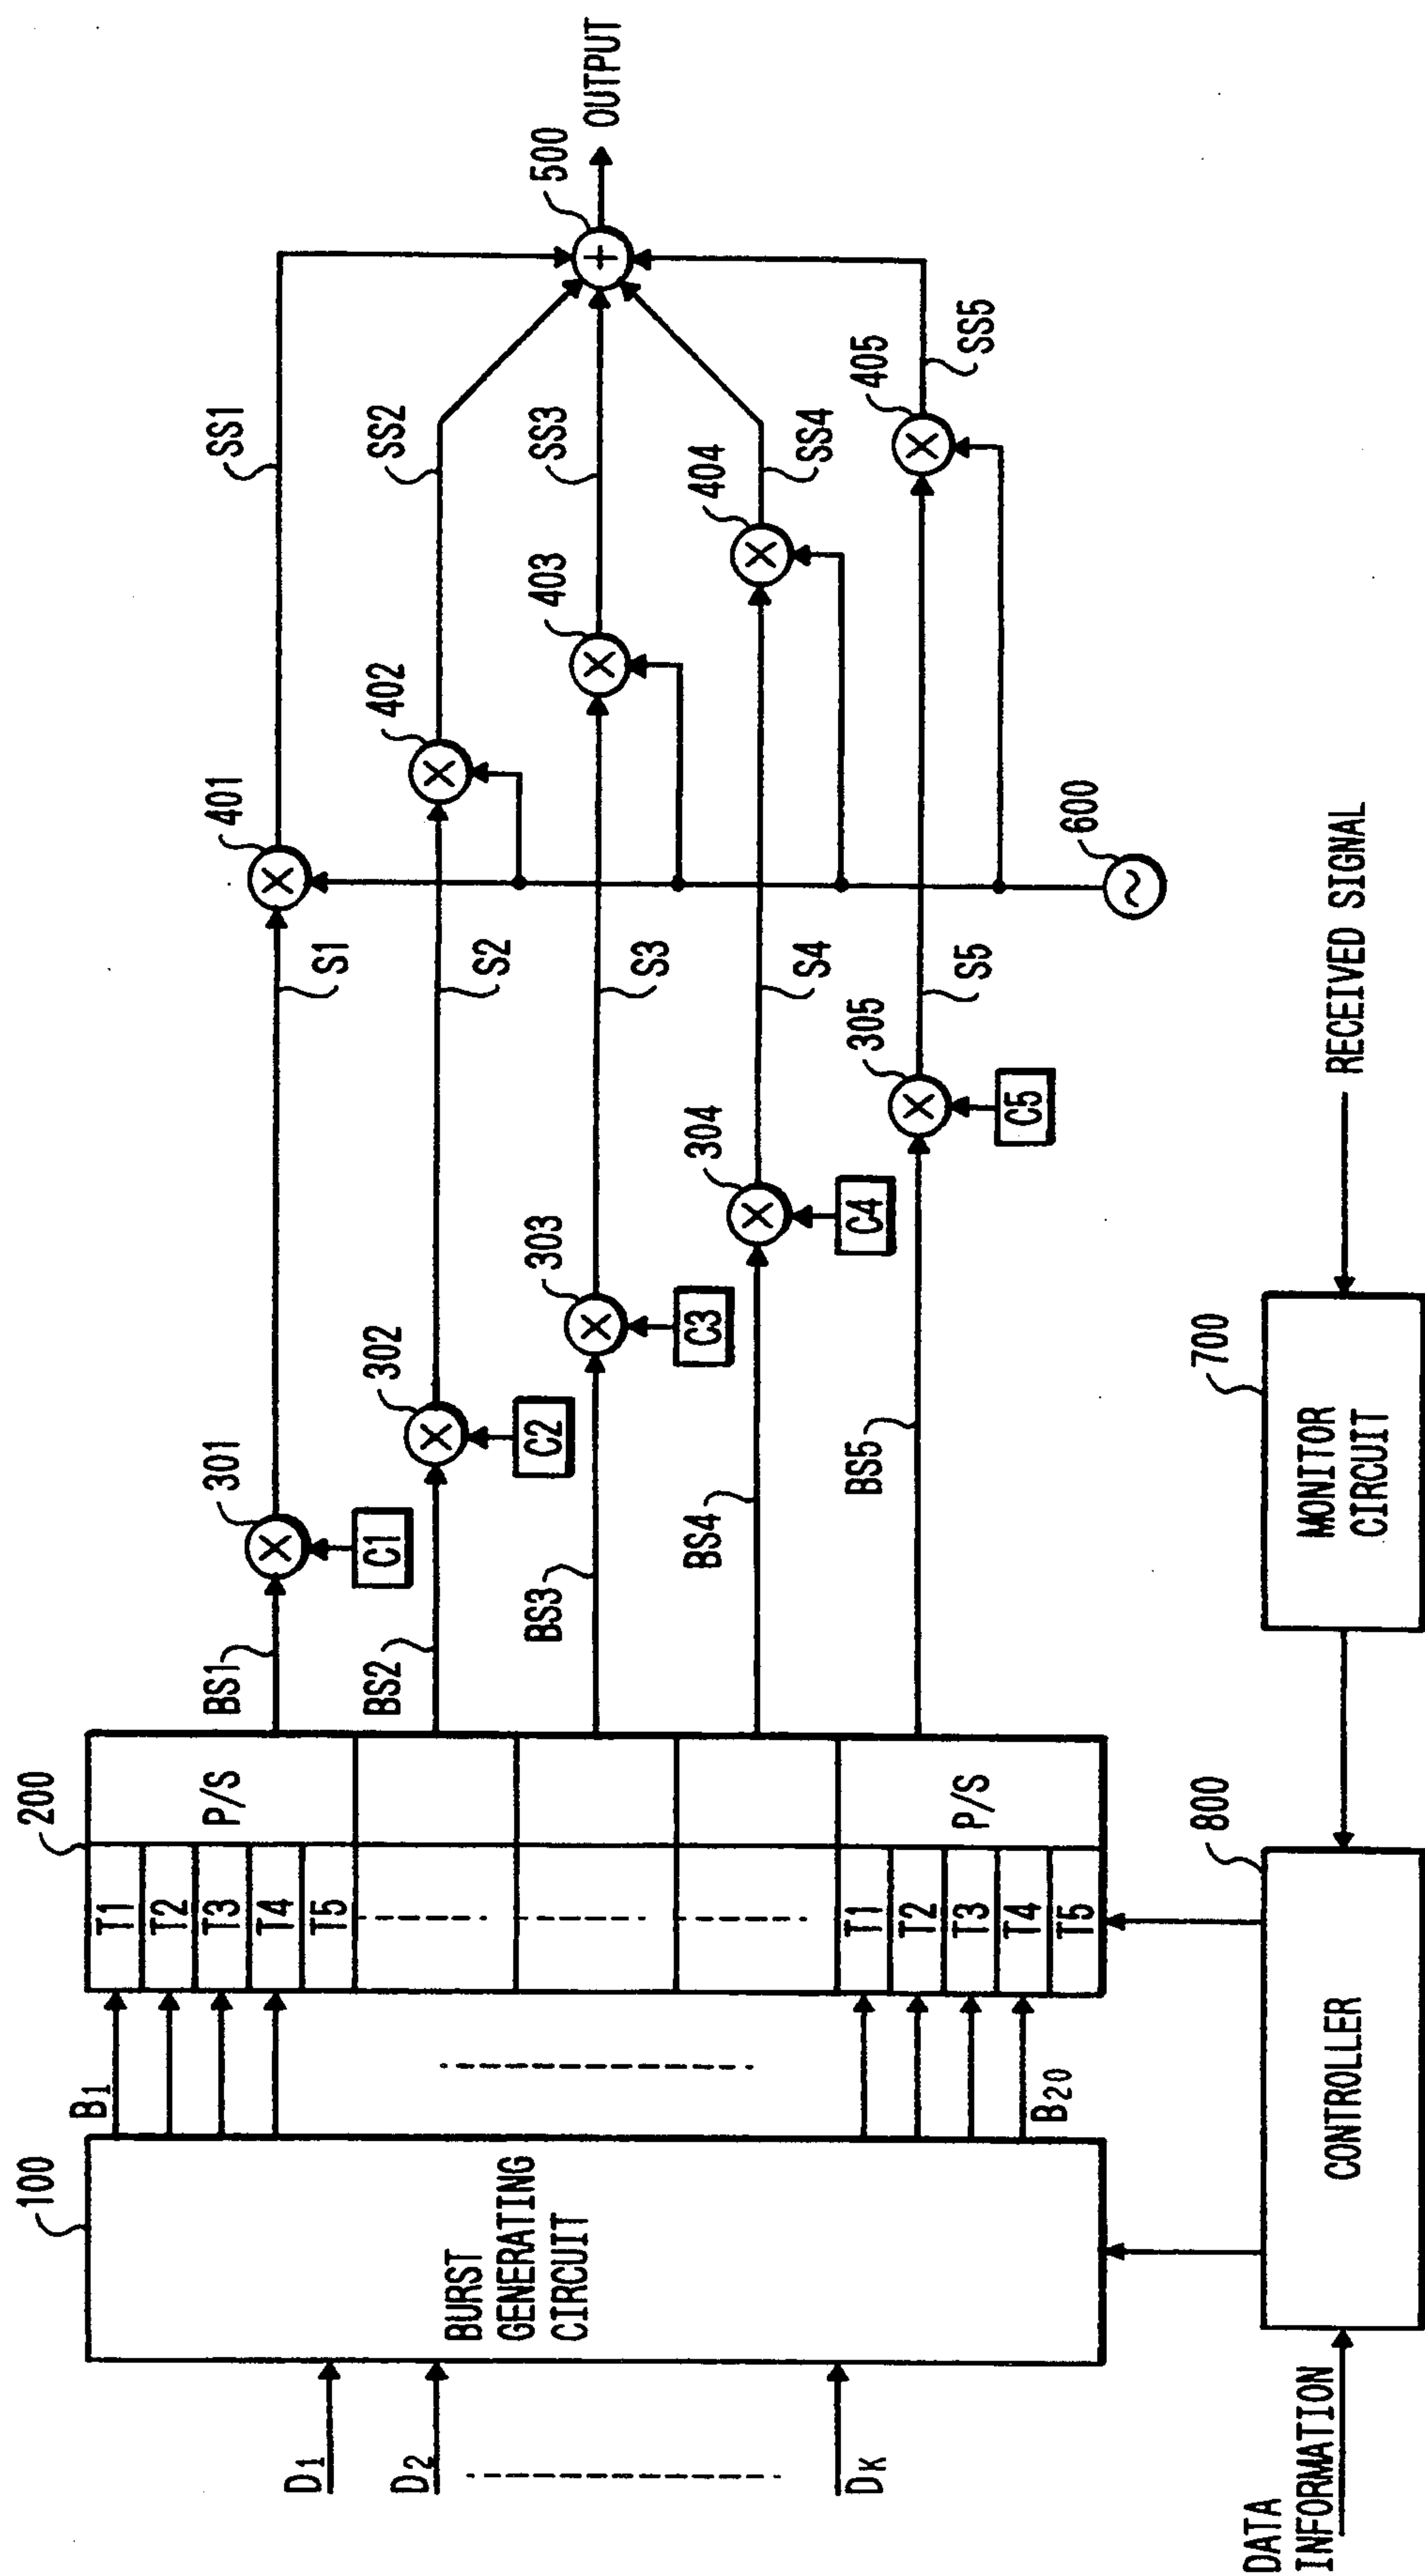 D1
D2
DK
100
BURST
GENERATING
CIRCUIT
B1
B20
200
T1
T2
T3
T4
T5
P/S
T1
T2
T3
T4
T5
P/S
BS1
BS2
BS3
BS4
BS5
301
302
303
304
305
C1
C2
C3
C4
C5
S1
S2
S3
S4
S5
401
402
403
404
405
SS1
SS2
SS3
SS4
SS5
500
OUTPUT
600
DATA
INFORMATION
800
CONTROLLER
700
MONITOR
CIRCUIT
RECEIVED SIGNAL